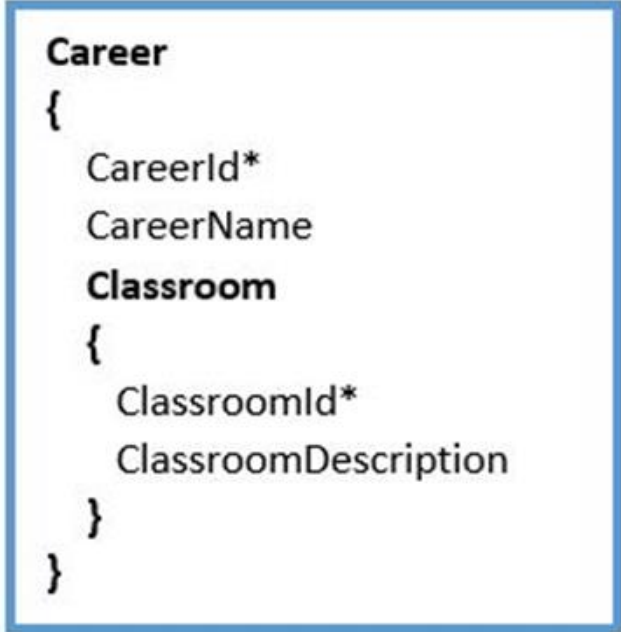 Career
{
CareerId*
CareerName
Classroom
{
ClassroomId*
ClassroomDescription
}
}